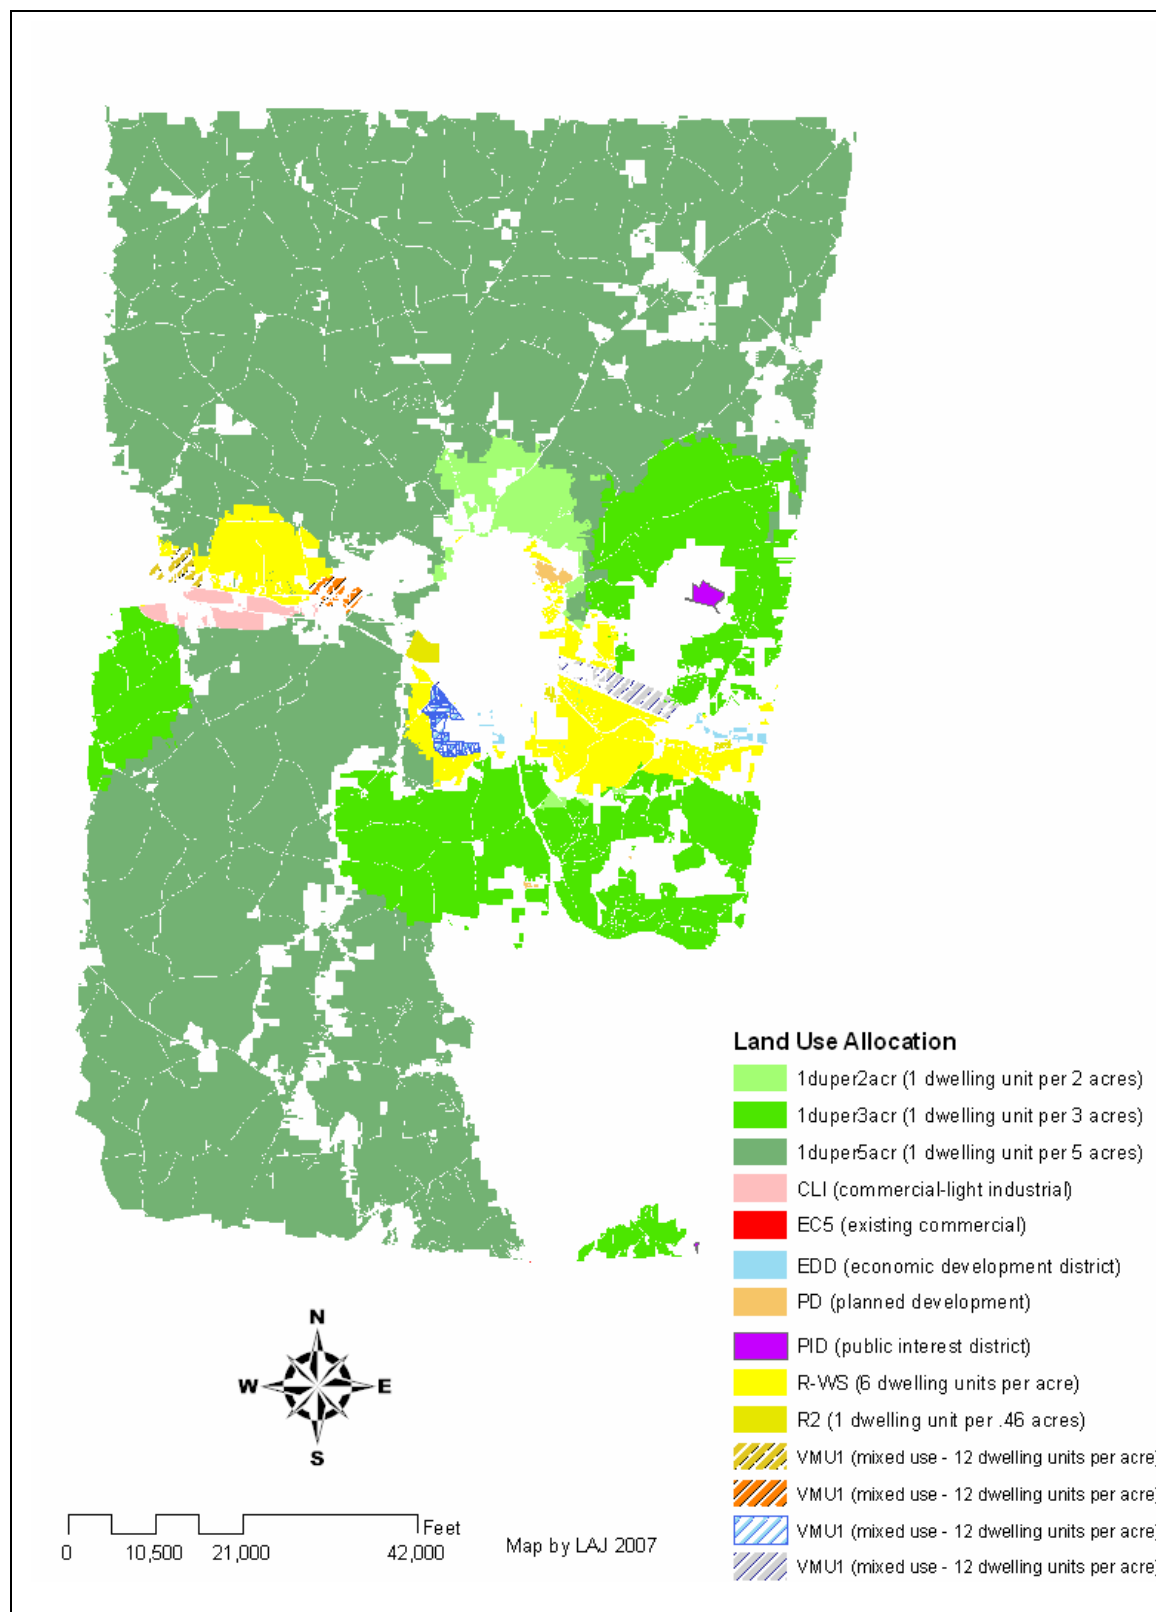 Land Use Allocation
1duper2acr (1 dwelling unit per 2 acres)
1duper3acr (1 dwelling unit per 3 acres)
1duper5acr (1 dwelling unit per 5 acres)
CLI (commercial-light industrial)
EC5 (existing commercial)
EDD (economic development district)
PD (planned development)
PID (public interest district)
R-WS (6 dwelling units per acre)
R2 (1 dwelling unit per .46 acres)
VMU1 (mixed use - 12 dwelling units per acre)
VMU1 (mixed use - 12 dwelling units per acre)
VMU1 (mixed use - 12 dwelling units per acre)
VMU1 (mixed use - 12 dwelling units per acre)
N
W E
S
Feet
0 10,500 21,000 42,000
Map by LAJ 2007